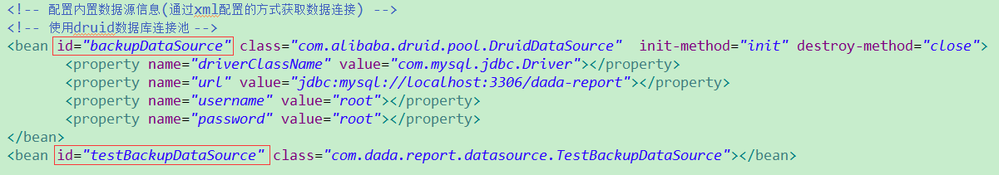 <!-- 配置内置数据源信息(通过xml配置的方式获取数据连接) -->
<!-- 使用druid数据库连接池 -->
<bean id="backupDataSource" class="com.alibaba.druid.pool.DruidDataSource" init-method="init" destroy-method="close">
<property name="driverClassName" value="com.mysql.jdbc.Driver"></property>
<property name="url" value="jdbc:mysql://localhost:3306/dada-report"></property>
<property name="username" value="root"></property>
<property name="password" value="root"></property>
</bean>
<bean id="testBackupDataSource" class="com.dada.report.datasource.TestBackupDataSource"></bean>